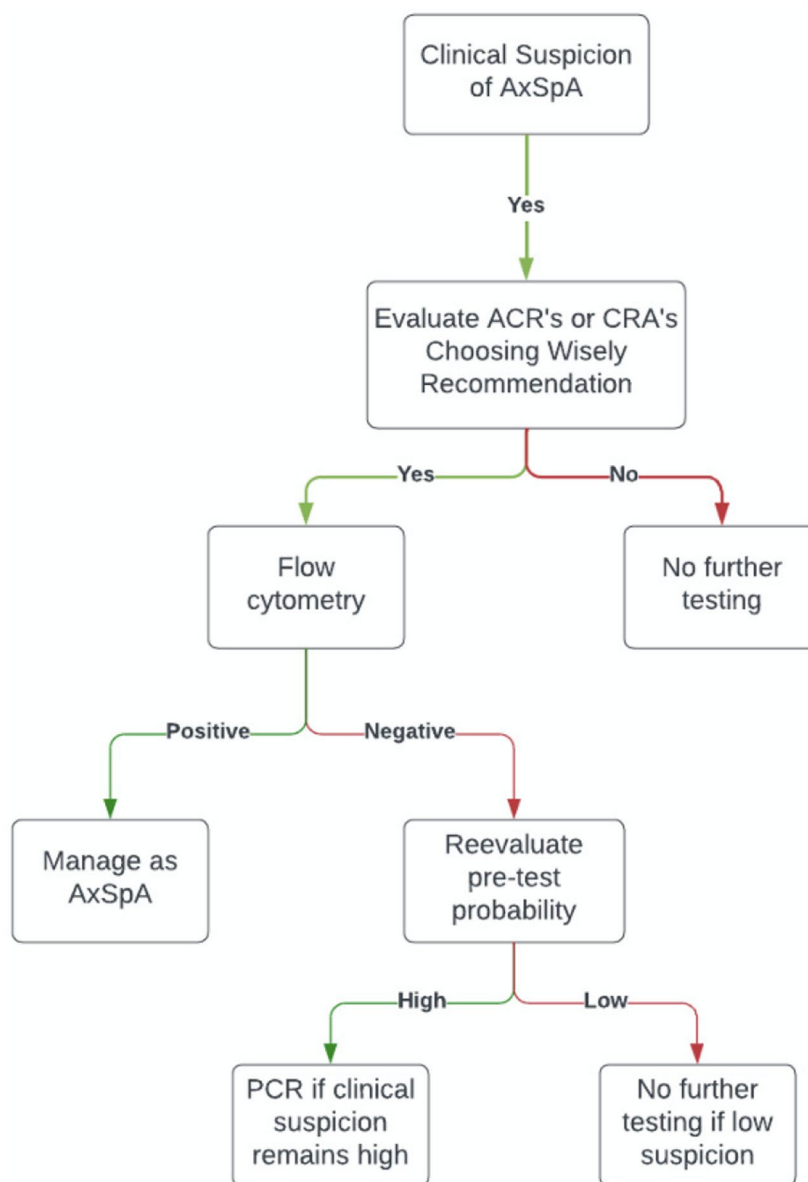 Clinical Suspicion
of AxSpA
Yes
Evaluate ACR's or CRA's
Choosing Wisely
Recommendation
Yes
No
Flow
cytometry
No further
testing
Positive
Negative
Manage as
AxSpA
Reevaluate
pre-test
probability
High
Low
PCR if clinical
suspicion
remains high
No further
testing if low
suspicion